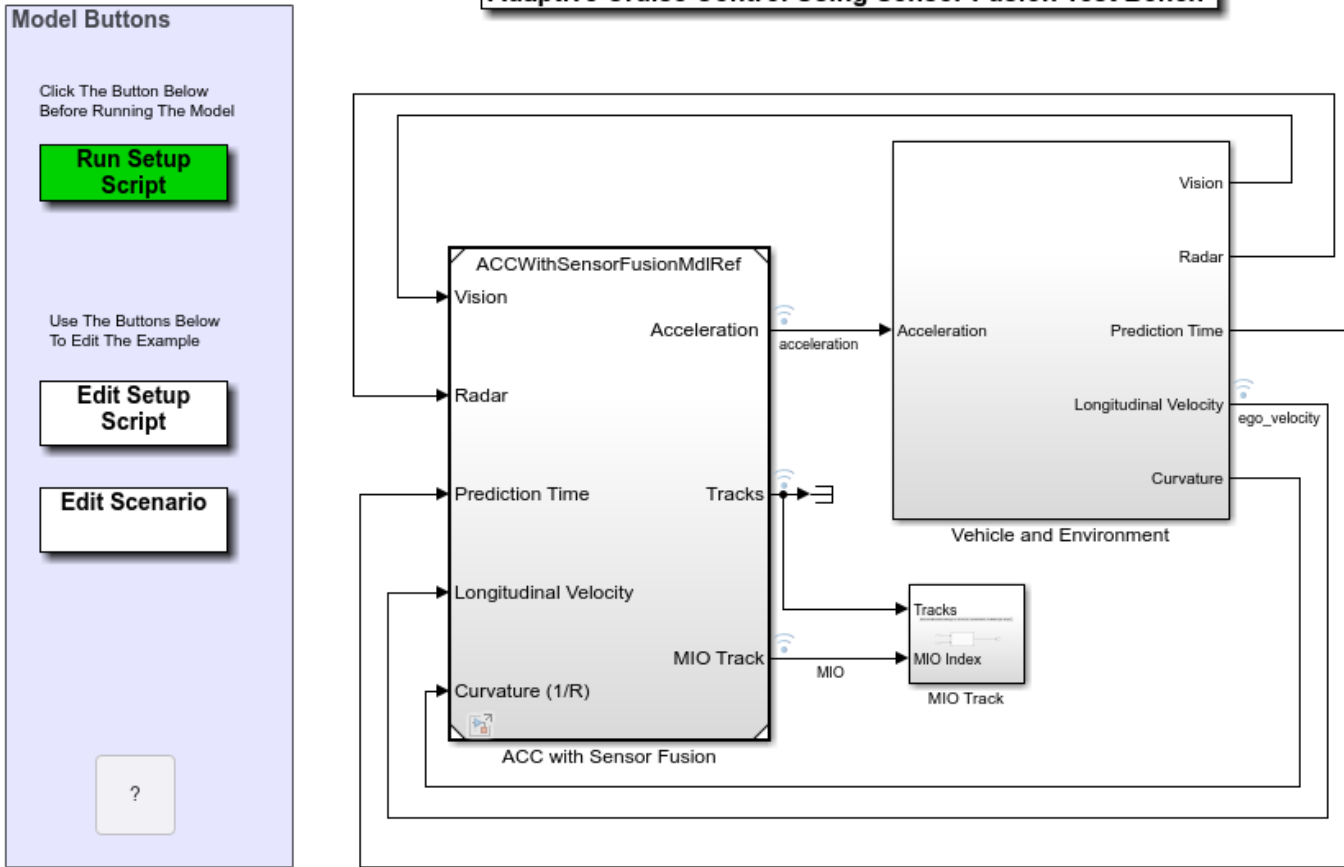 Model Buttons
Click The Button Below
Before Running The Model
Run Setup
Script
Use The Buttons Below
To Edit The Example
Edit Setup
Script
Edit Scenario
?
Adaptive Cruise Control Using Sensor Fusion Test Bench
ACCWithSensorFusionMdlRef
Vision
Radar
Prediction Time
Longitudinal Velocity
Curvature (1/R)
Acceleration
Tracks
MIO Track
ACC with Sensor Fusion
acceleration
MIO
Acceleration
Vision
Radar
Prediction Time
Longitudinal Velocity
Curvature
Vehicle and Environment
ego_velocity
Tracks
MIO Index
MIO Track